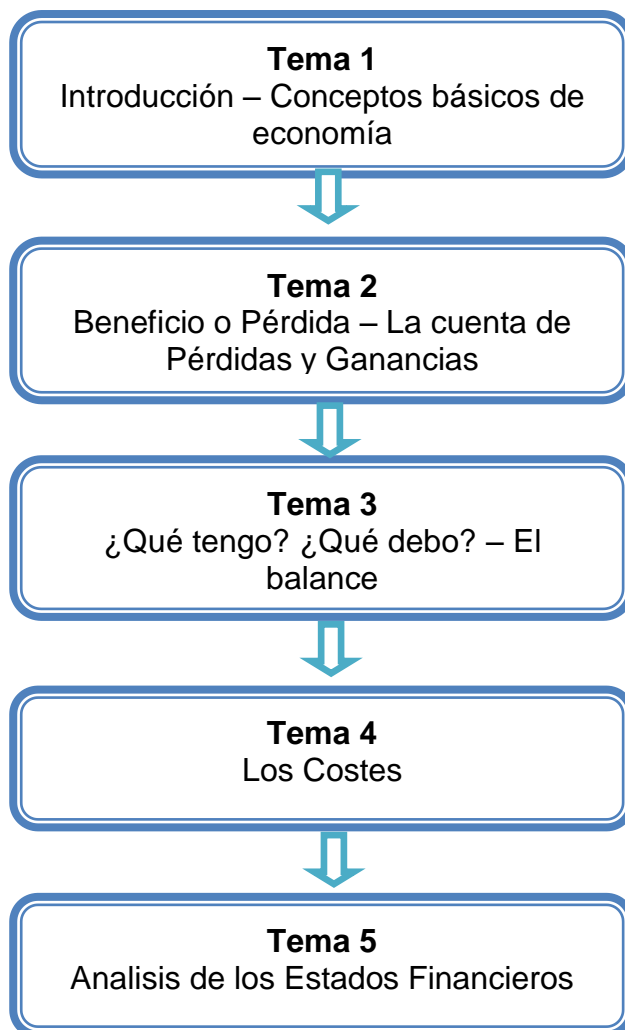 Tema 1
Introducción – Conceptos básicos de
economía
Tema 2
Beneficio o Pérdida – La cuenta de
Pérdidas y Ganancias
Tema 3
¿Qué tengo? ¿Qué debo? – El
balance
Tema 4
Los Costes
Tema 5
Analisis de los Estados Financieros